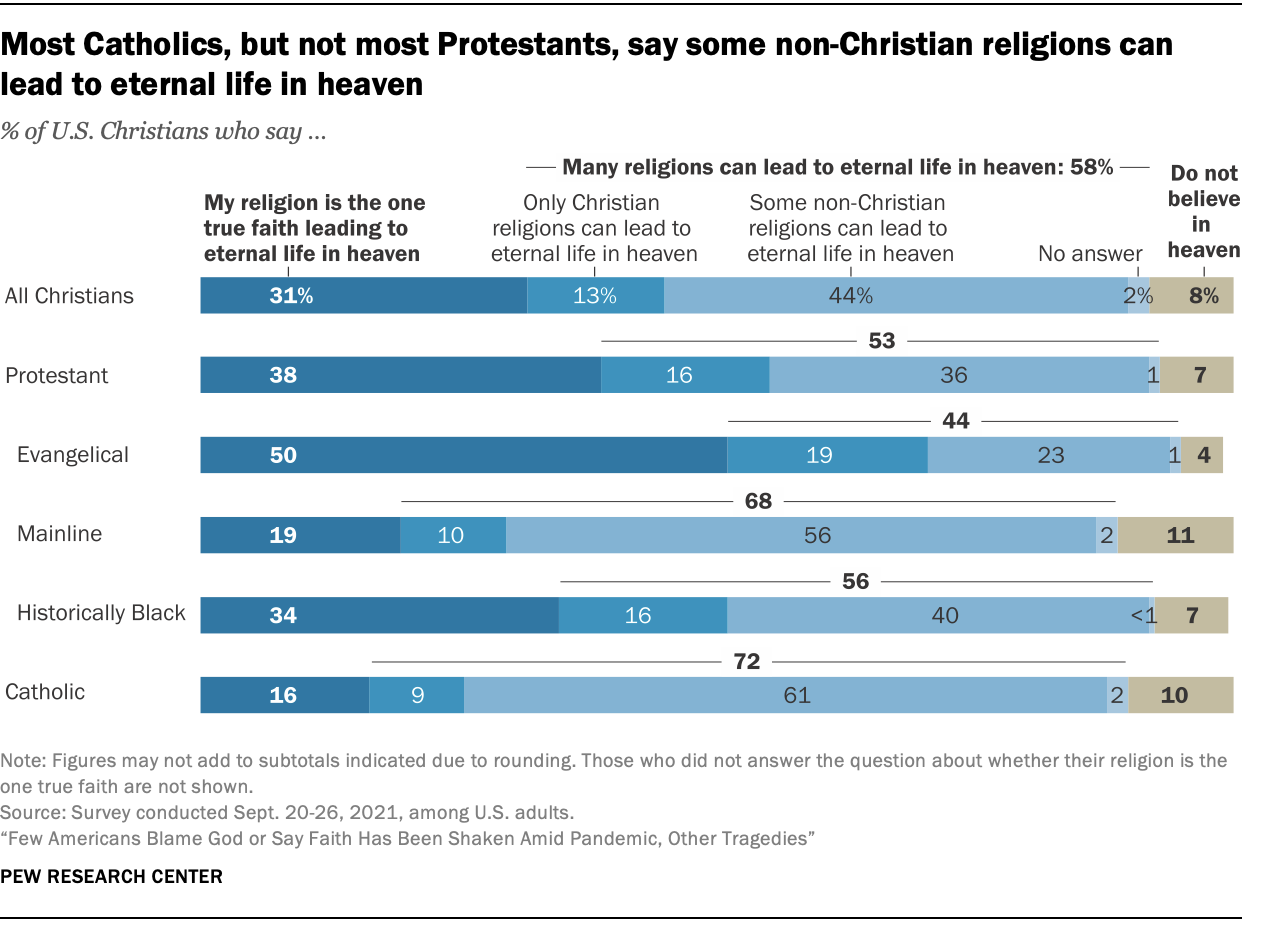 Most Catholics, but not most Protestants, say some non-Christian religions can
lead to eternal life in heaven
% of U.S. Christians who say ...
Many religions can lead to eternal life in heaven: 58%
My religion is the one
true faith leading to
eternal life in heaven
Only Christian
religions can lead to
eternal life in heaven
Some non-Christian
religions can lead to
eternal life in heaven
No answer
Do not
believe
in
heaven
All Christians 31% 13% 44% 2% 8%
53
Protestant 38 16 36 1 7
44
Evangelical 50 19 23 1 4
68
Mainline 19 10 56 2 11
56
Historically Black 34 16 40 <1 7
72
Catholic 16 9 61 2 10
Note: Figures may not add to subtotals indicated due to rounding. Those who did not answer the question about whether their religion is the
one true faith are not shown.
Source: Survey conducted Sept. 20-26, 2021, among U.S. adults.
“Few Americans Blame God or Say Faith Has Been Shaken Amid Pandemic, Other Tragedies”
PEW RESEARCH CENTER